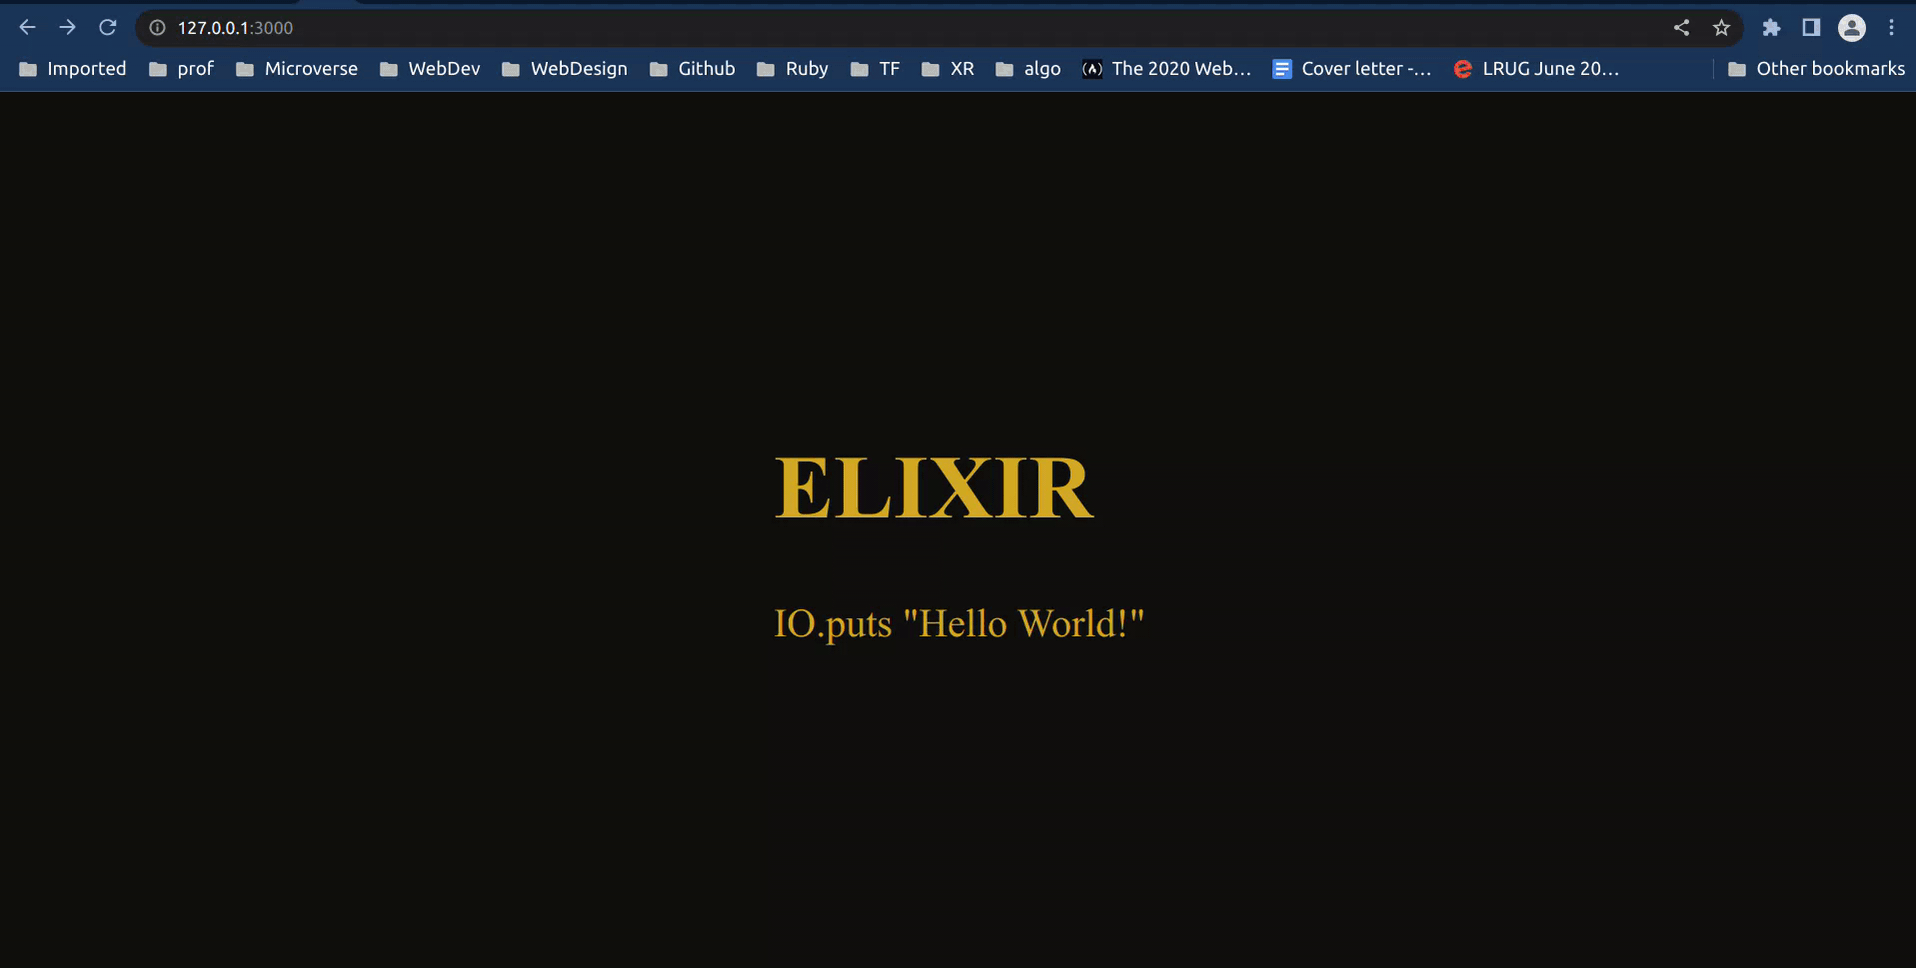 127.0.0.1:3000
Imported prof Microverse WebDev WebDesign Github Ruby TF XR algo The 2020 Web... Cover letter -... LRUG June 20... Other bookmarks
ELIXIR
IO.puts "Hello World!"